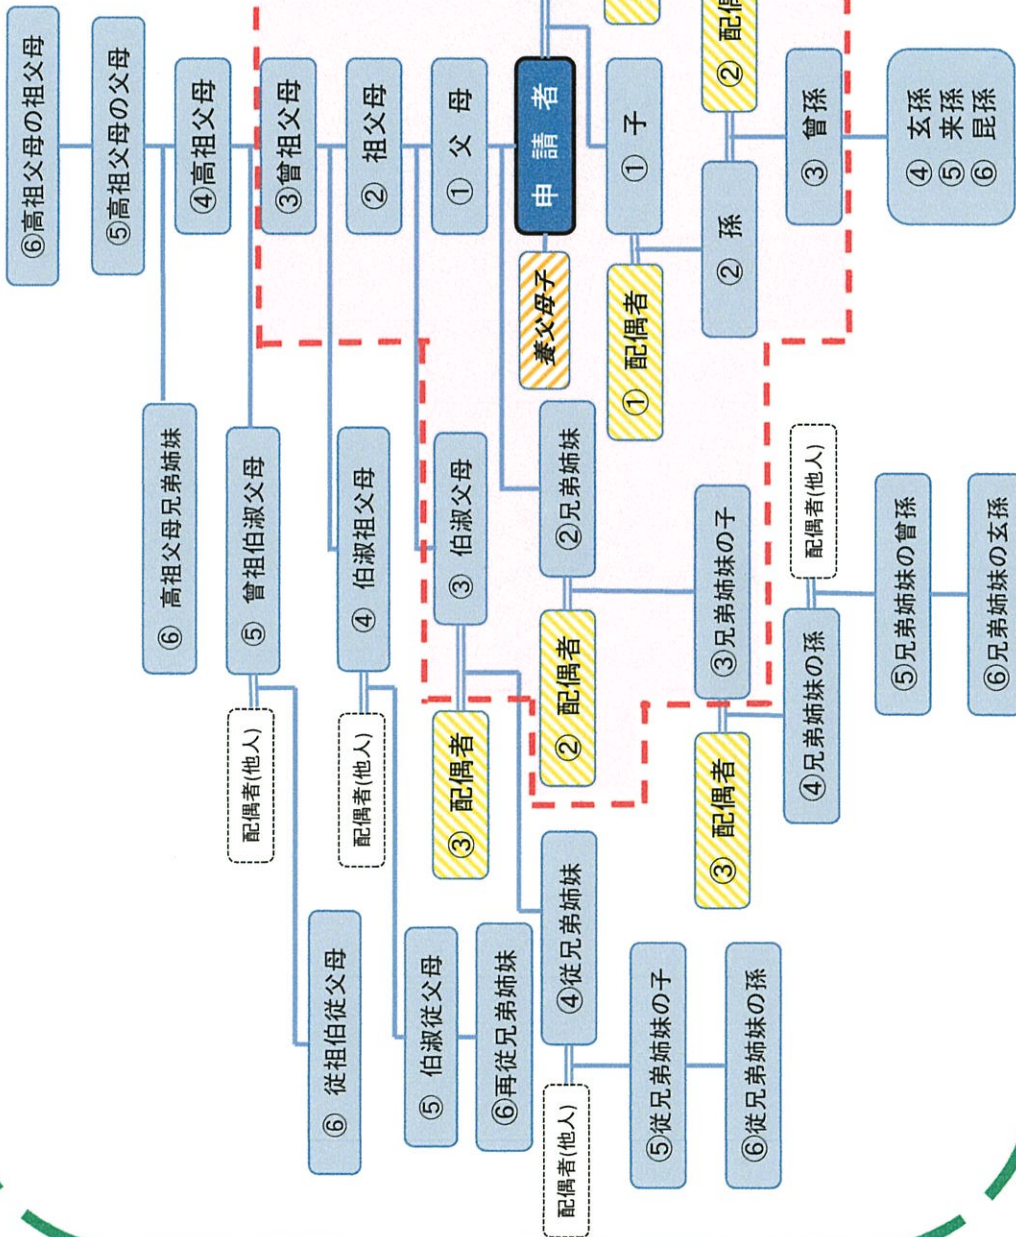 ⑥高祖父母の祖父母
⑤高祖父母の父母
④高祖父母
③曾祖父母
② 祖父母
① 父 母
申 請 者
① 子
② 配偶
③ 曾孫
④ 玄孫
⑤ 来孫
⑥ 昆孫
養父母子
① 配偶者
② 孫
⑥ 高祖父母兄弟姉妹
⑤ 曾祖伯淑父母
④ 伯淑祖父母
③ 伯淑父母
②兄弟姉妹
③兄弟姉妹の子
配偶者(他人)
配偶者(他人)
配偶者(他人)
③ 配偶者
② 配偶者
③ 配偶者
④兄弟姉妹の孫
⑤兄弟姉妹の曾孫
⑥兄弟姉妹の玄孫
⑥ 従祖伯従父母
⑤ 伯淑従父母
⑥再従兄弟姉妹
④従兄弟姉妹
配偶者(他人)
⑤従兄弟姉妹の子
⑥従兄弟姉妹の孫